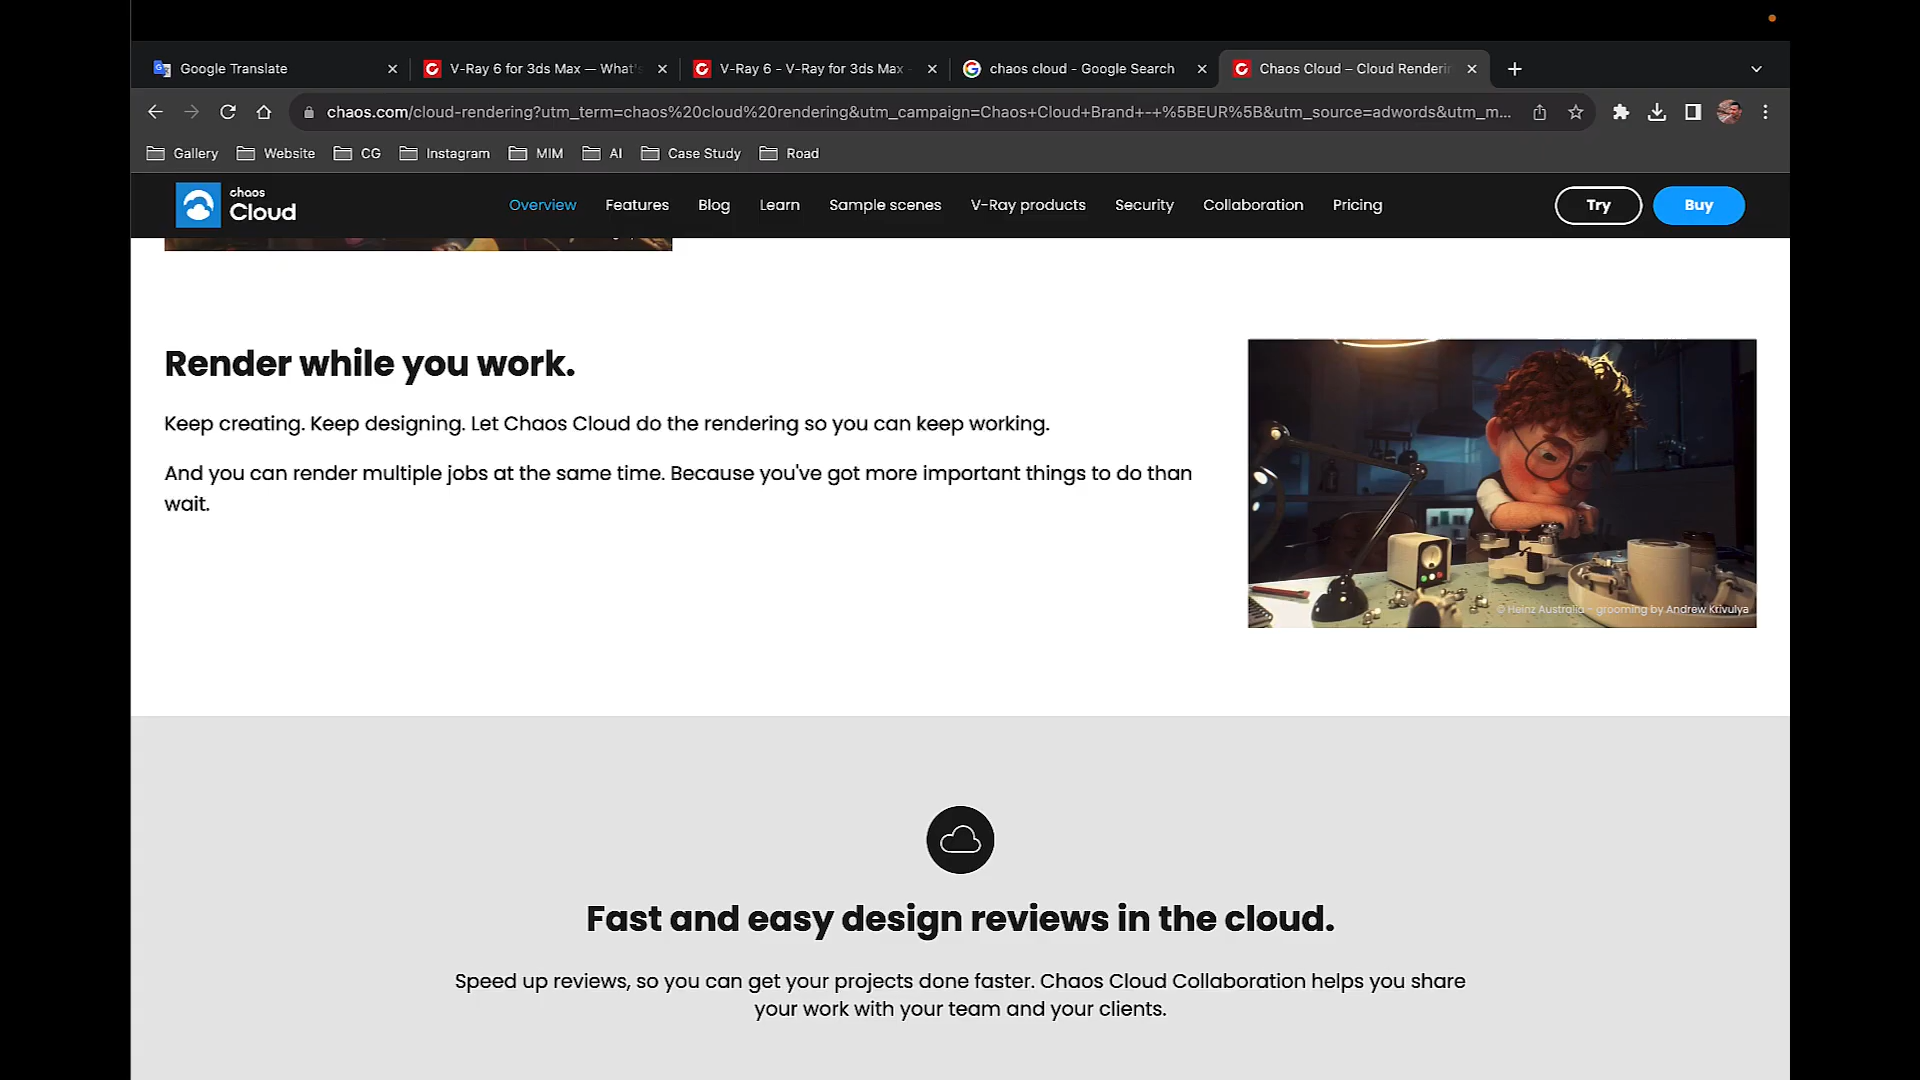 Google Translate
V-Ray 6 for 3ds Max — What's
V-Ray 6 - V-Ray for 3ds Max -
chaos cloud - Google Search
Chaos Cloud – Cloud Renderin
chaos.com/cloud-rendering?utm_term=chaos%20cloud%20rendering&utm_campaign=Chaos+Cloud+Brand+-+%5BEUR%5B&utm_source=adwords&utm_m...
Gallery
Website
CG
Instagram
MIM
AI
Case Study
Road
chaos
Cloud
Overview
Features
Blog
Learn
Sample scenes
V-Ray products
Security
Collaboration
Pricing
Try
Buy
Render while you work.
Keep creating. Keep designing. Let Chaos Cloud do the rendering so you can keep working.
And you can render multiple jobs at the same time. Because you've got more important things to do than
wait.
© Heinz Australia - grooming by Andrew Krivulya
Fast and easy design reviews in the cloud.
Speed up reviews, so you can get your projects done faster. Chaos Cloud Collaboration helps you share
your work with your team and your clients.